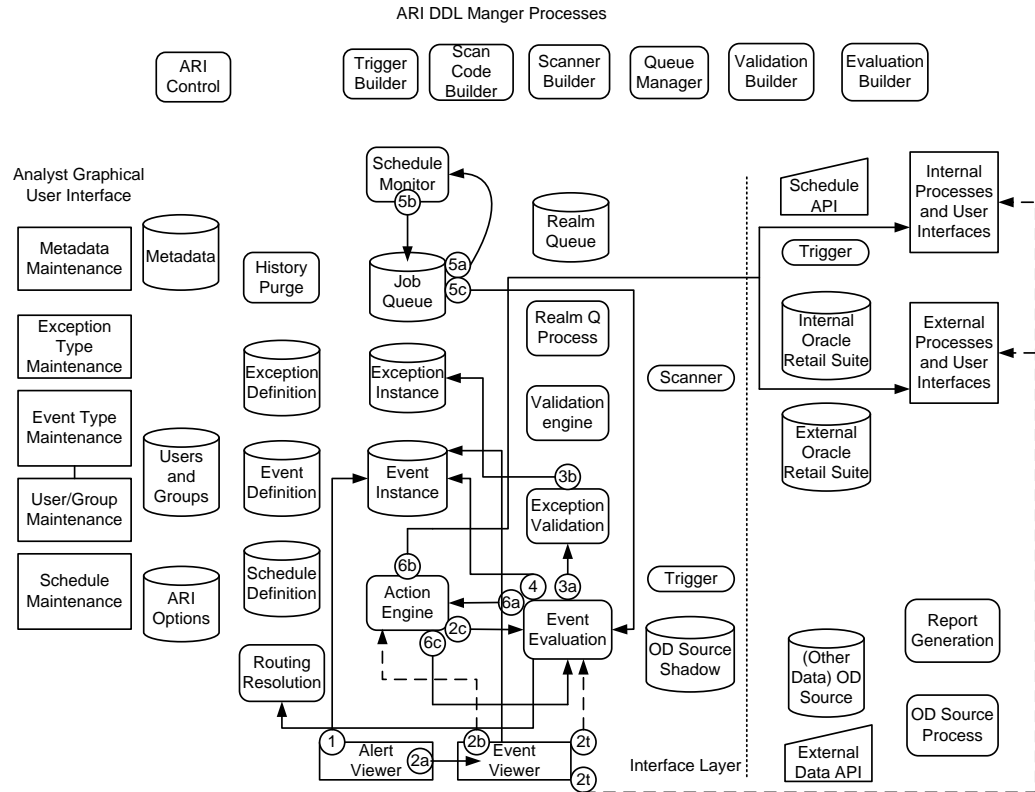 ARI DDL Manger Processes
ARI
Control
Trigger
Builder
Scan
Code
Builder
Scanner
Builder
Queue
Manager
Validation
Builder
Evaluation
Builder
Analyst Graphical
User Interface
Schedule
Monitor
5b
Realm
Queue
Schedule
API
Internal
Processes
and User
Interfaces
Metadata
Maintenance
Metadata
History
Purge
Job
Queue
5a
5c
Trigger
Exception
Type
Maintenance
Exception
Definition
Exception
Instance
Realm Q
Process
Internal
Oracle
Retail Suite
External
Processes
and User
Interfaces
Scanner
Event Type
Maintenance
Users
and
Groups
Event
Definition
Event
Instance
Validation
engine
3b
External
Oracle
Retail Suite
User/Group
Maintenance
Exception
Validation
Schedule
Maintenance
ARI
Options
Schedule
Definition
6b
Action
Engine
6a
4
3a
2c
6c
Event
Evaluation
Trigger
OD Source
Shadow
(Other
Data) OD
Source
Report
Generation
Routing
Resolution
1
Alert
Viewer
2a
2b
Event
Viewer
2t
2t
Interface Layer
External
Data API
OD Source
Process